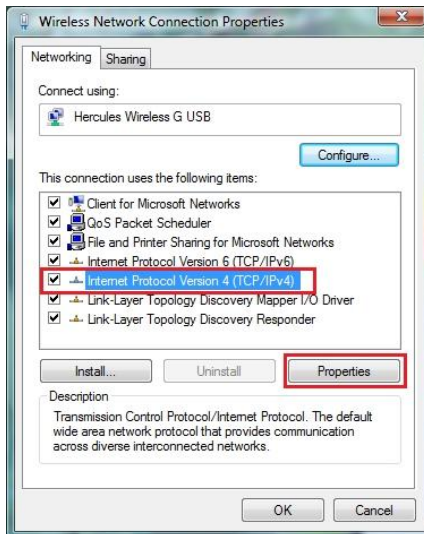 Wireless Network Connection Properties
Networking
Sharing
Connect using:
Hercules Wireless G USB
Configure...
This connection uses the following items:
Client for Microsoft Networks
QoS Packet Scheduler
File and Printer Sharing for Microsoft Networks
Internet Protocol Version 6 (TCP/IPv6)
Internet Protocol Version 4 (TCP/IPv4)
Link-Layer Topology Discovery Mapper I/O Driver
Link-Layer Topology Discovery Responder
Install...
Uninstall
Properties
Description
Transmission Control Protocol/Internet Protocol. The default
wide area network protocol that provides communication
across diverse interconnected networks.
OK
Cancel